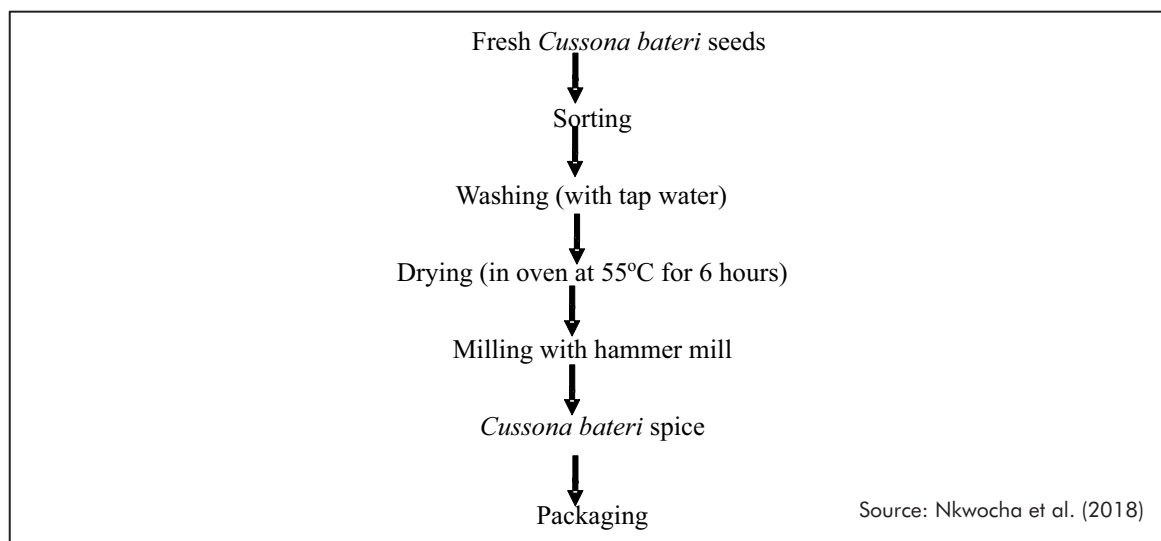 Fresh Cussona bateri seeds
Sorting
Washing (with tap water)
Drying (in oven at 55ºC for 6 hours)
Milling with hammer mill
Cussona bateri spice
Packaging
Source: Nkwocha et al. (2018)